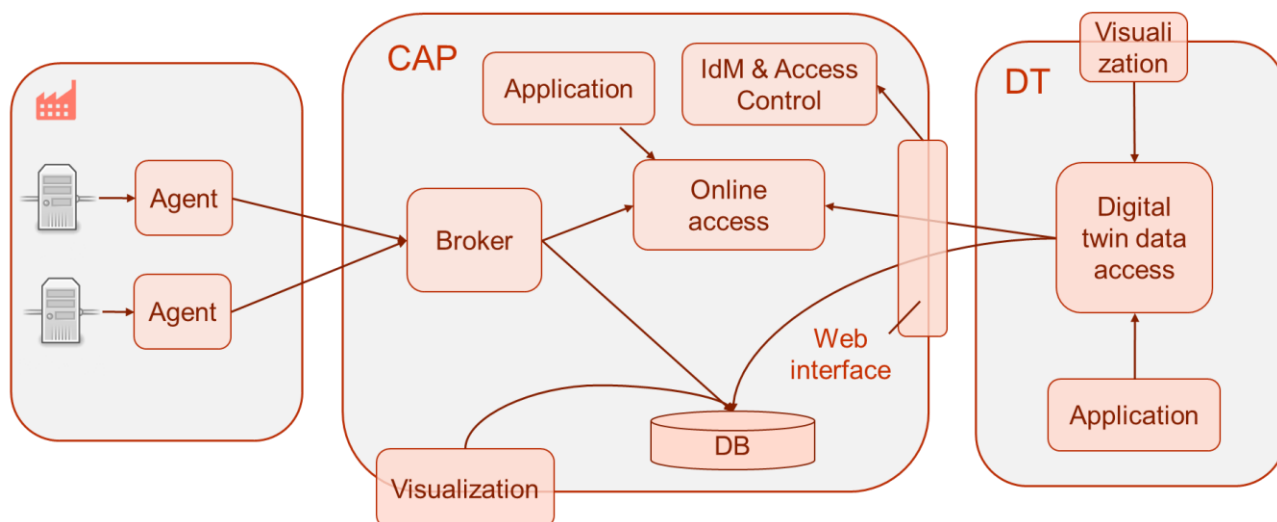 CAP
Application
IdM & Access
Control
Visuali
zation
DT
Agent
Agent
Broker
Online
access
Digital
twin data
access
Web
interface
Application
DB
Visualization